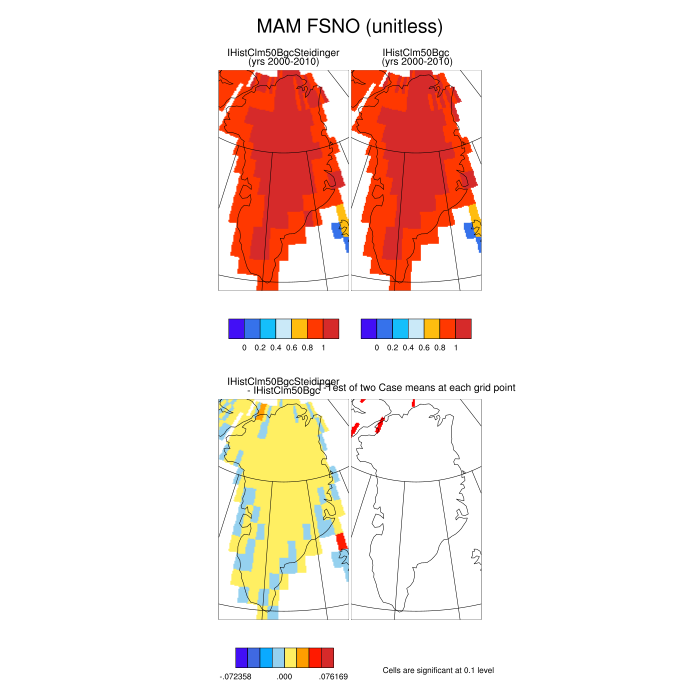 MAM FSNO (unitless)
IHistClm50BgcSteidinger
(yrs 2000-2010)
IHistClm50Bgc
(yrs 2000-2010)
0 0.2 0.4 0.6 0.8 1
0 0.2 0.4 0.6 0.8 1
IHistClm50BgcSteidinger
- IHistClm50Bgc
T-Test of two Case means at each grid point
-.072358 .000 .076169
Cells are significant at 0.1 level